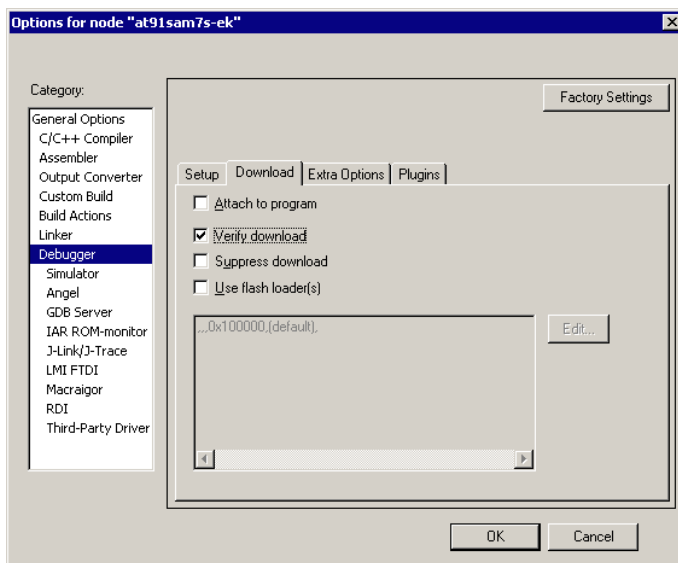 Options for node "at91sam7s-ek"
Category:
Factory Settings
General Options
C/C++ Compiler
Assembler
Output Converter
Custom Build
Build Actions
Linker
Debugger
Simulator
Angel
GDB Server
IAR ROM-monitor
J-Link/J-Trace
LMI FTDI
Macraigor
RDI
Third-Party Driver
Setup Download Extra Options Plugins
Attach to program
Verify download
Suppress download
Use flash loader(s)
,,,0x100000,(default),
Edit...
OK Cancel